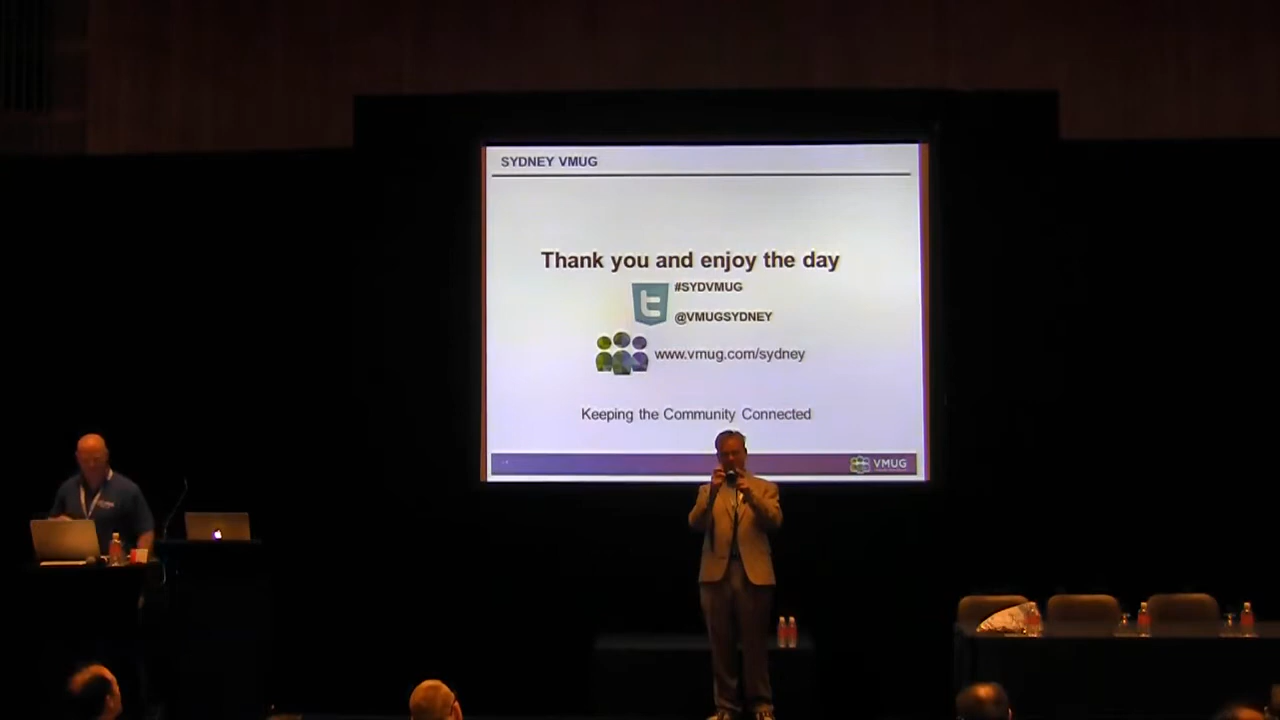 SYDNEY VMUG
Thank you and enjoy the day
#SYDVMUG
@VMUGSYDNEY
www.vmug.com/sydney
Keeping the Community Connected
VMUG